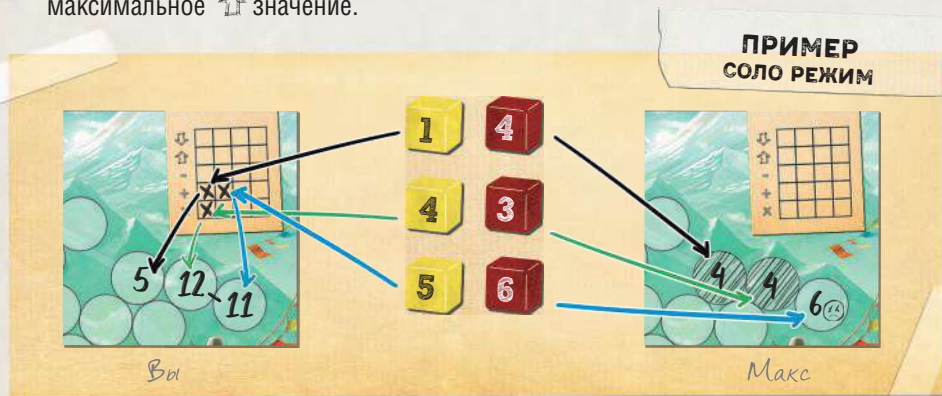 максимальное ⇧ значение.
ПРИМЕР
СОЛО РЕЖИМ
- 
+ X X
X
5 12 11
1 4
4 3
5 6
-
+
x
4 4 6
Вы
Макс